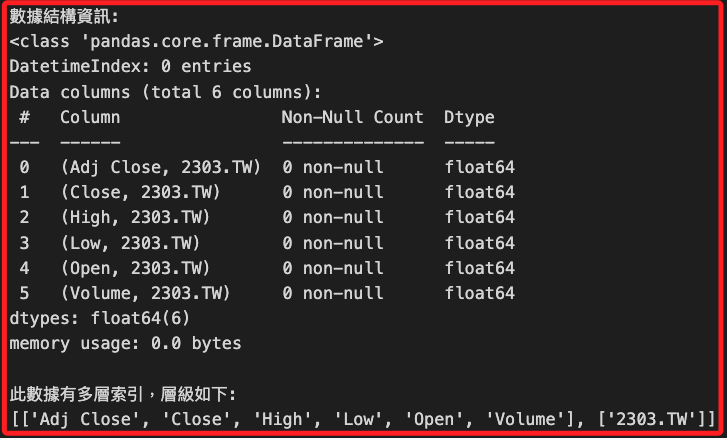 數據結構資訊:
<class 'pandas.core.frame.DataFrame'>
DatetimeIndex: 0 entries
Data columns (total 6 columns):
 #   Column               Non-Null Count  Dtype
---  ------               --------------  -----
 0   (Adj Close, 2303.TW)  0 non-null      float64
 1   (Close, 2303.TW)      0 non-null      float64
 2   (High, 2303.TW)       0 non-null      float64
 3   (Low, 2303.TW)        0 non-null      float64
 4   (Open, 2303.TW)       0 non-null      float64
 5   (Volume, 2303.TW)     0 non-null      float64
dtypes: float64(6)
memory usage: 0.0 bytes
此數據有多層索引，層級如下:
[['Adj Close', 'Close', 'High', 'Low', 'Open', 'Volume'], ['2303.TW']]